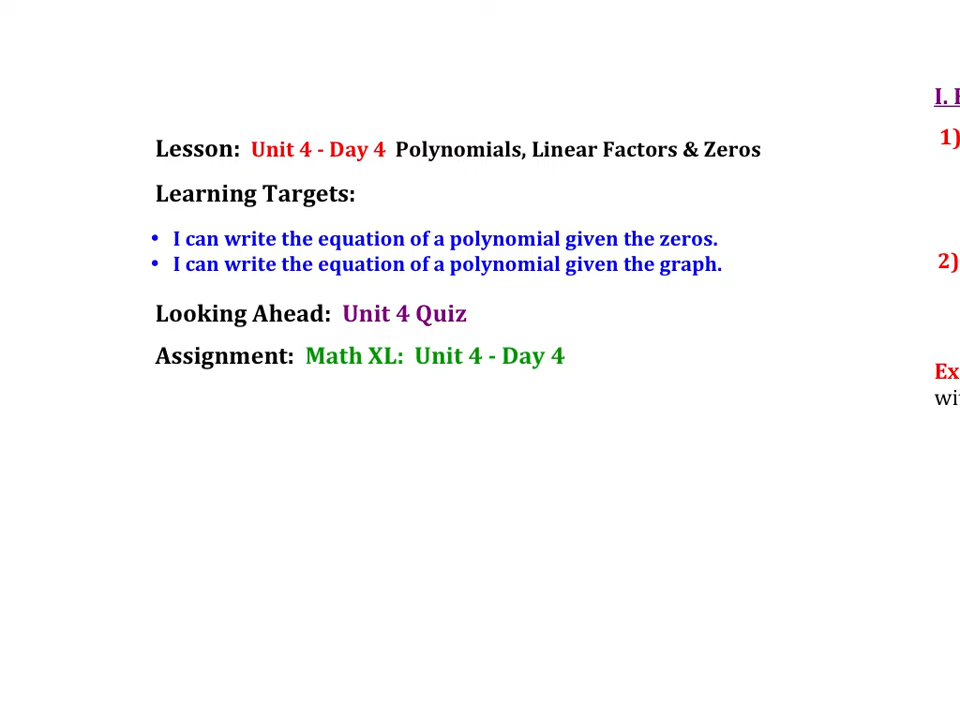 I. 
1)
Lesson: Unit 4 - Day 4 Polynomials, Linear Factors & Zeros
Learning Targets:
• I can write the equation of a polynomial given the zeros.
• I can write the equation of a polynomial given the graph.
2)
Looking Ahead: Unit 4 Quiz
Assignment: Math XL: Unit 4 - Day 4
Ex